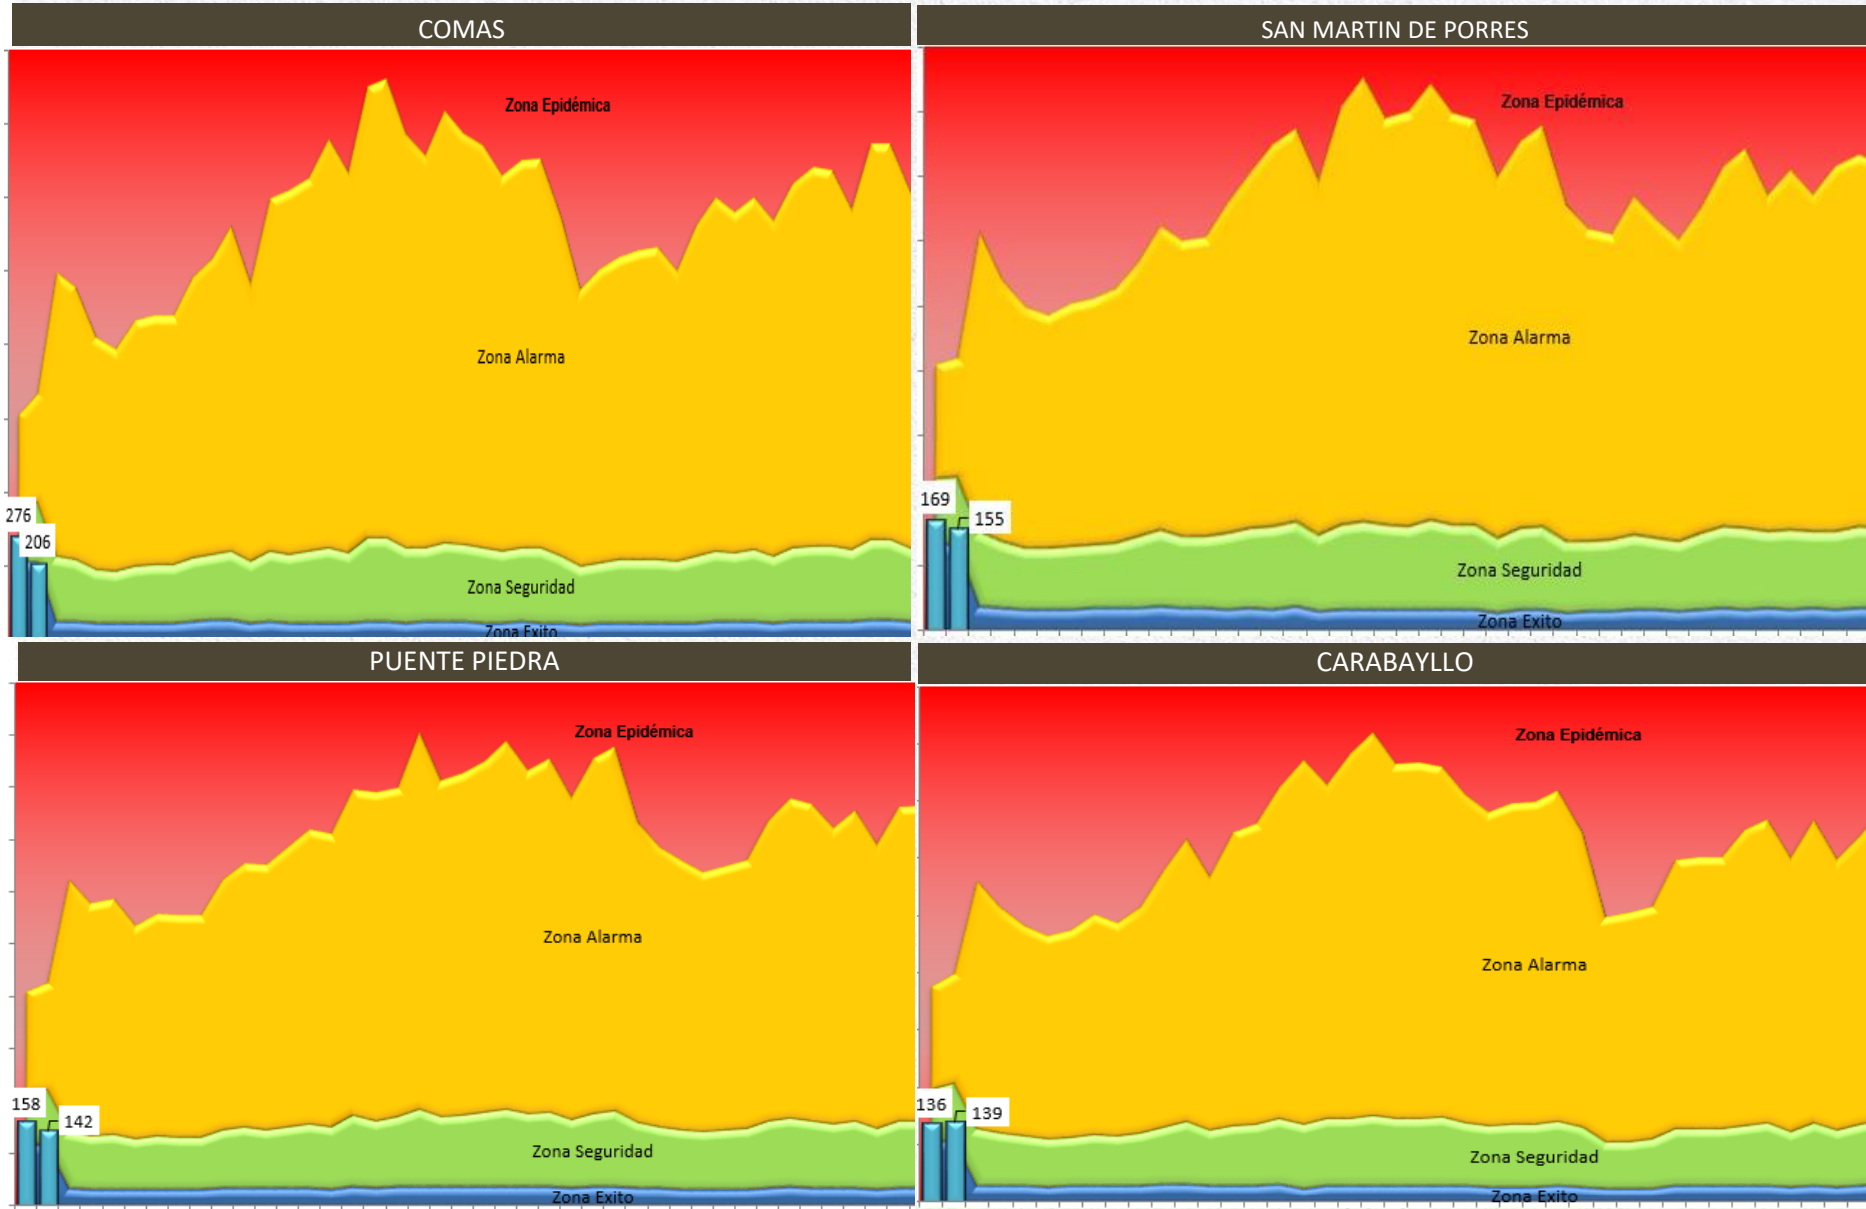 COMAS
Zona Epidémica
Zona Alarma
276
206
Zona Seguridad
Zona Exito
SAN MARTIN DE PORRES
Zona Epidémica
Zona Alarma
169
155
Zona Seguridad
Zona Exito
PUENTE PIEDRA
Zona Epidémica
Zona Alarma
158
142
Zona Seguridad
Zona Exito
CARABAYLLO
Zona Epidémica
Zona Alarma
136
139
Zona Seguridad
Zona Exito